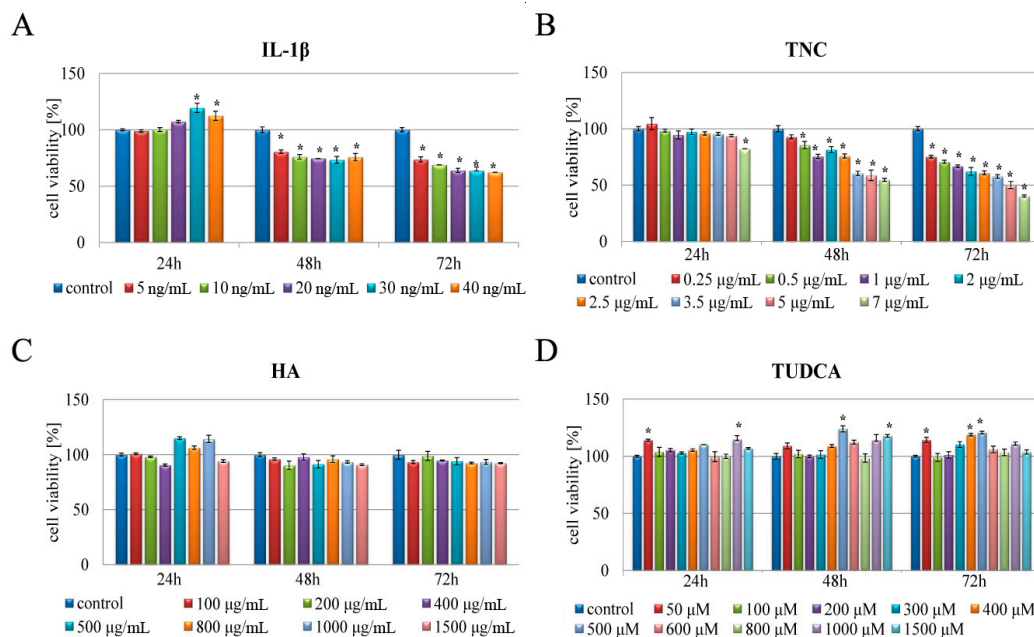 A
IL-1β
cell viability [%]
150
100
50
0
* * * * * * * * * * * *
24h 48h 72h
control 5 ng/mL 10 ng/mL 20 ng/mL 30 ng/mL 40 ng/mL
B
TNC
cell viability [%]
150
100
50
0
* * * * * * * * * * * * * * * *
24h 48h 72h
control 0.25 μg/mL 0.5 μg/mL 1 μg/mL 2 μg/mL
2.5 μg/mL 3.5 μg/mL 5 μg/mL 7 μg/mL
C
HA
cell viability [%]
150
100
50
0
24h 48h 72h
control 100 μg/mL 200 μg/mL 400 μg/mL
500 μg/mL 800 μg/mL 1000 μg/mL 1500 μg/mL
D
TUDCA
cell viability [%]
150
100
50
0
* * * * * * *
24h 48h 72h
control 50 μM 100 μM 200 μM 300 μM 400 μM
500 μM 600 μM 800 μM 1000 μM 1500 μM